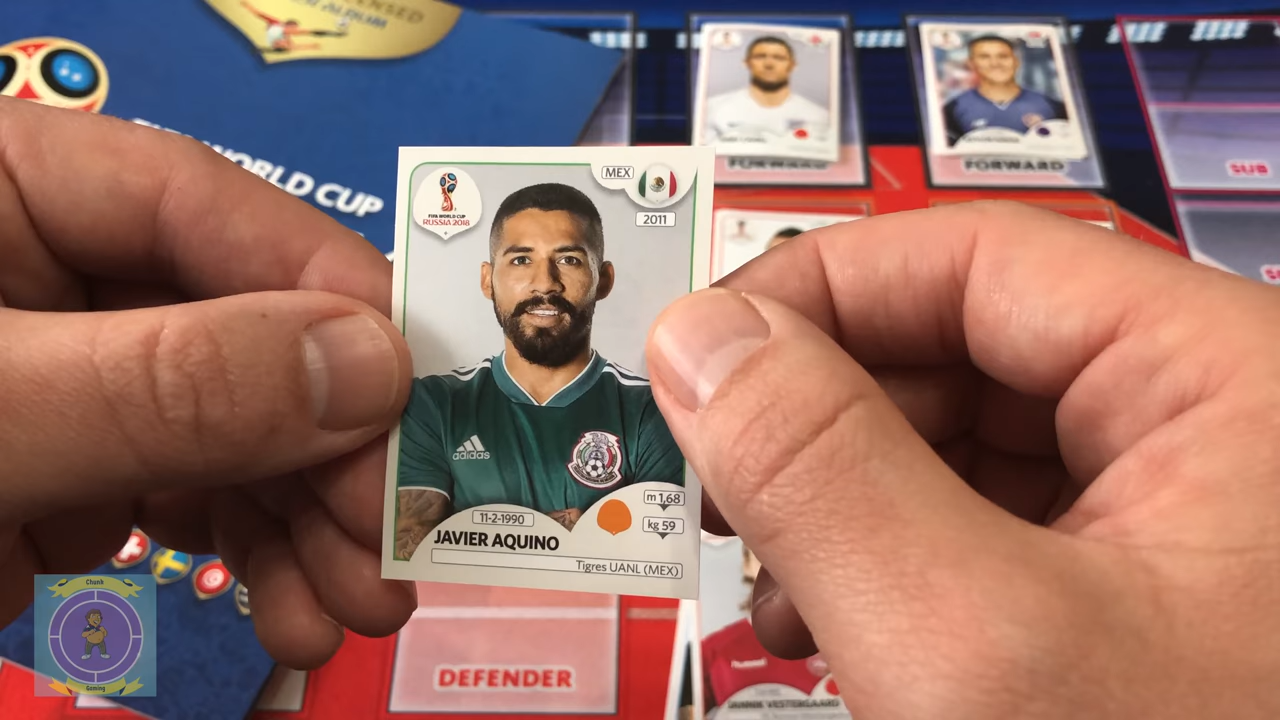 WORLD CUP
FORWARD
FORWARD
SUB
MEX
2011
FIFA WORLD CUP
RUSSIA 2018
adidas
m 1,68
kg 59
11-2-1990
JAVIER AQUINO
Tigres UANL (MEX)
DEFENDER
Chunb
Gaming